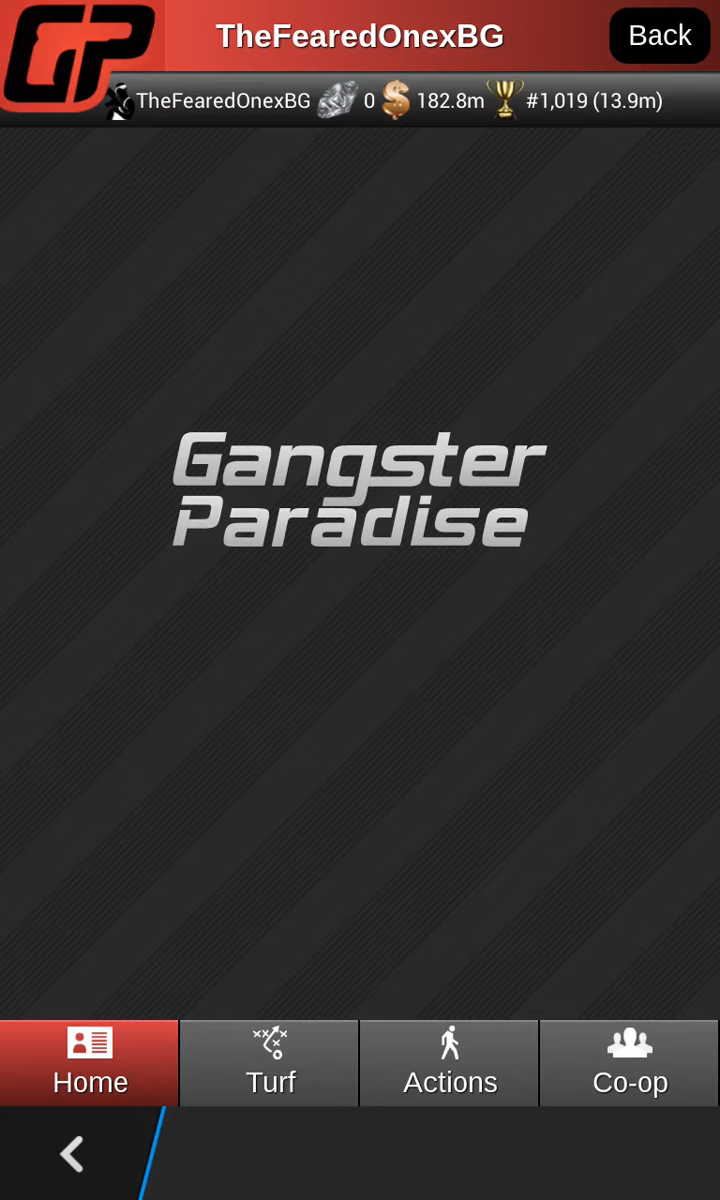 GP
TheFearedOnexBG
Back
TheFearedOnexBG 0 182.8m #1,019 (13.9m)
Gangster
Paradise
Home Turf Actions Co-op